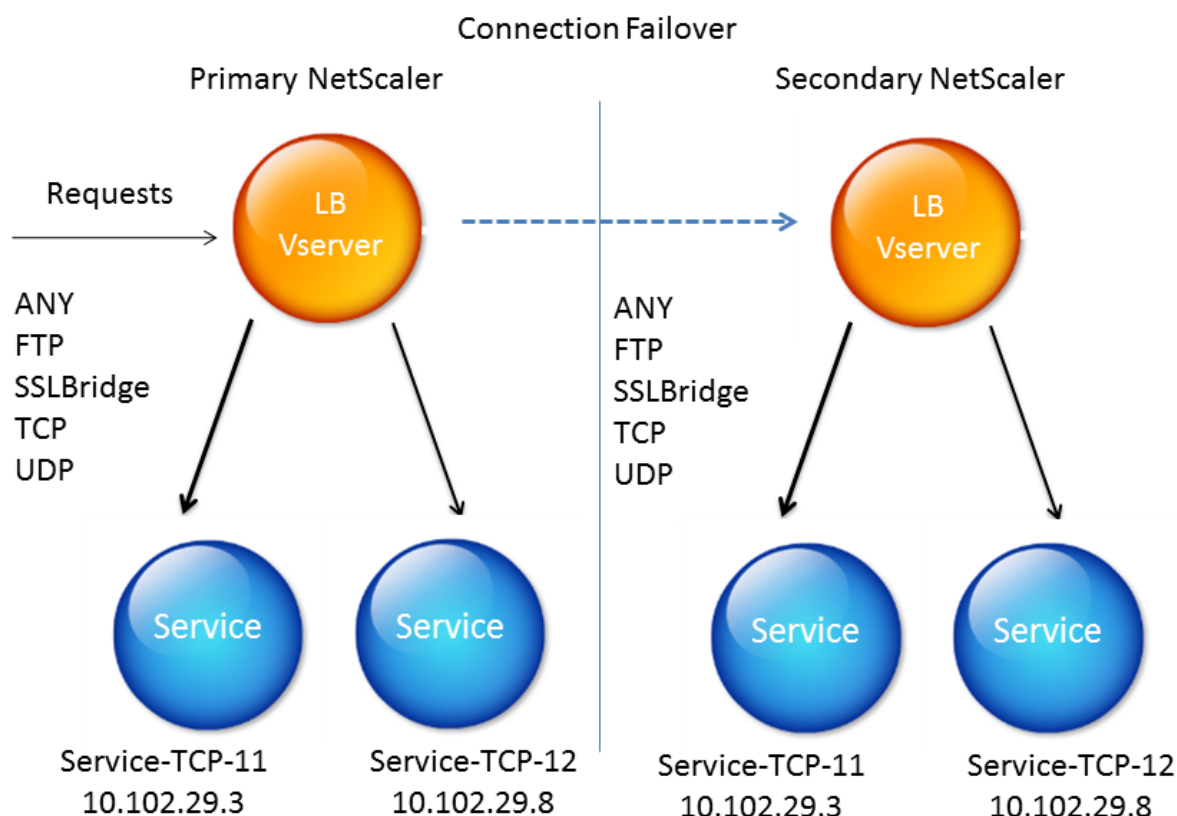 Connection Failover
Primary NetScaler
Secondary NetScaler
Requests
LB
Vserver
LB
Vserver
ANY
FTP
SSLBridge
TCP
UDP
ANY
FTP
SSLBridge
TCP
UDP
Service
Service
Service
Service
Service-TCP-11
10.102.29.3
Service-TCP-12
10.102.29.8
Service-TCP-11
10.102.29.3
Service-TCP-12
10.102.29.8